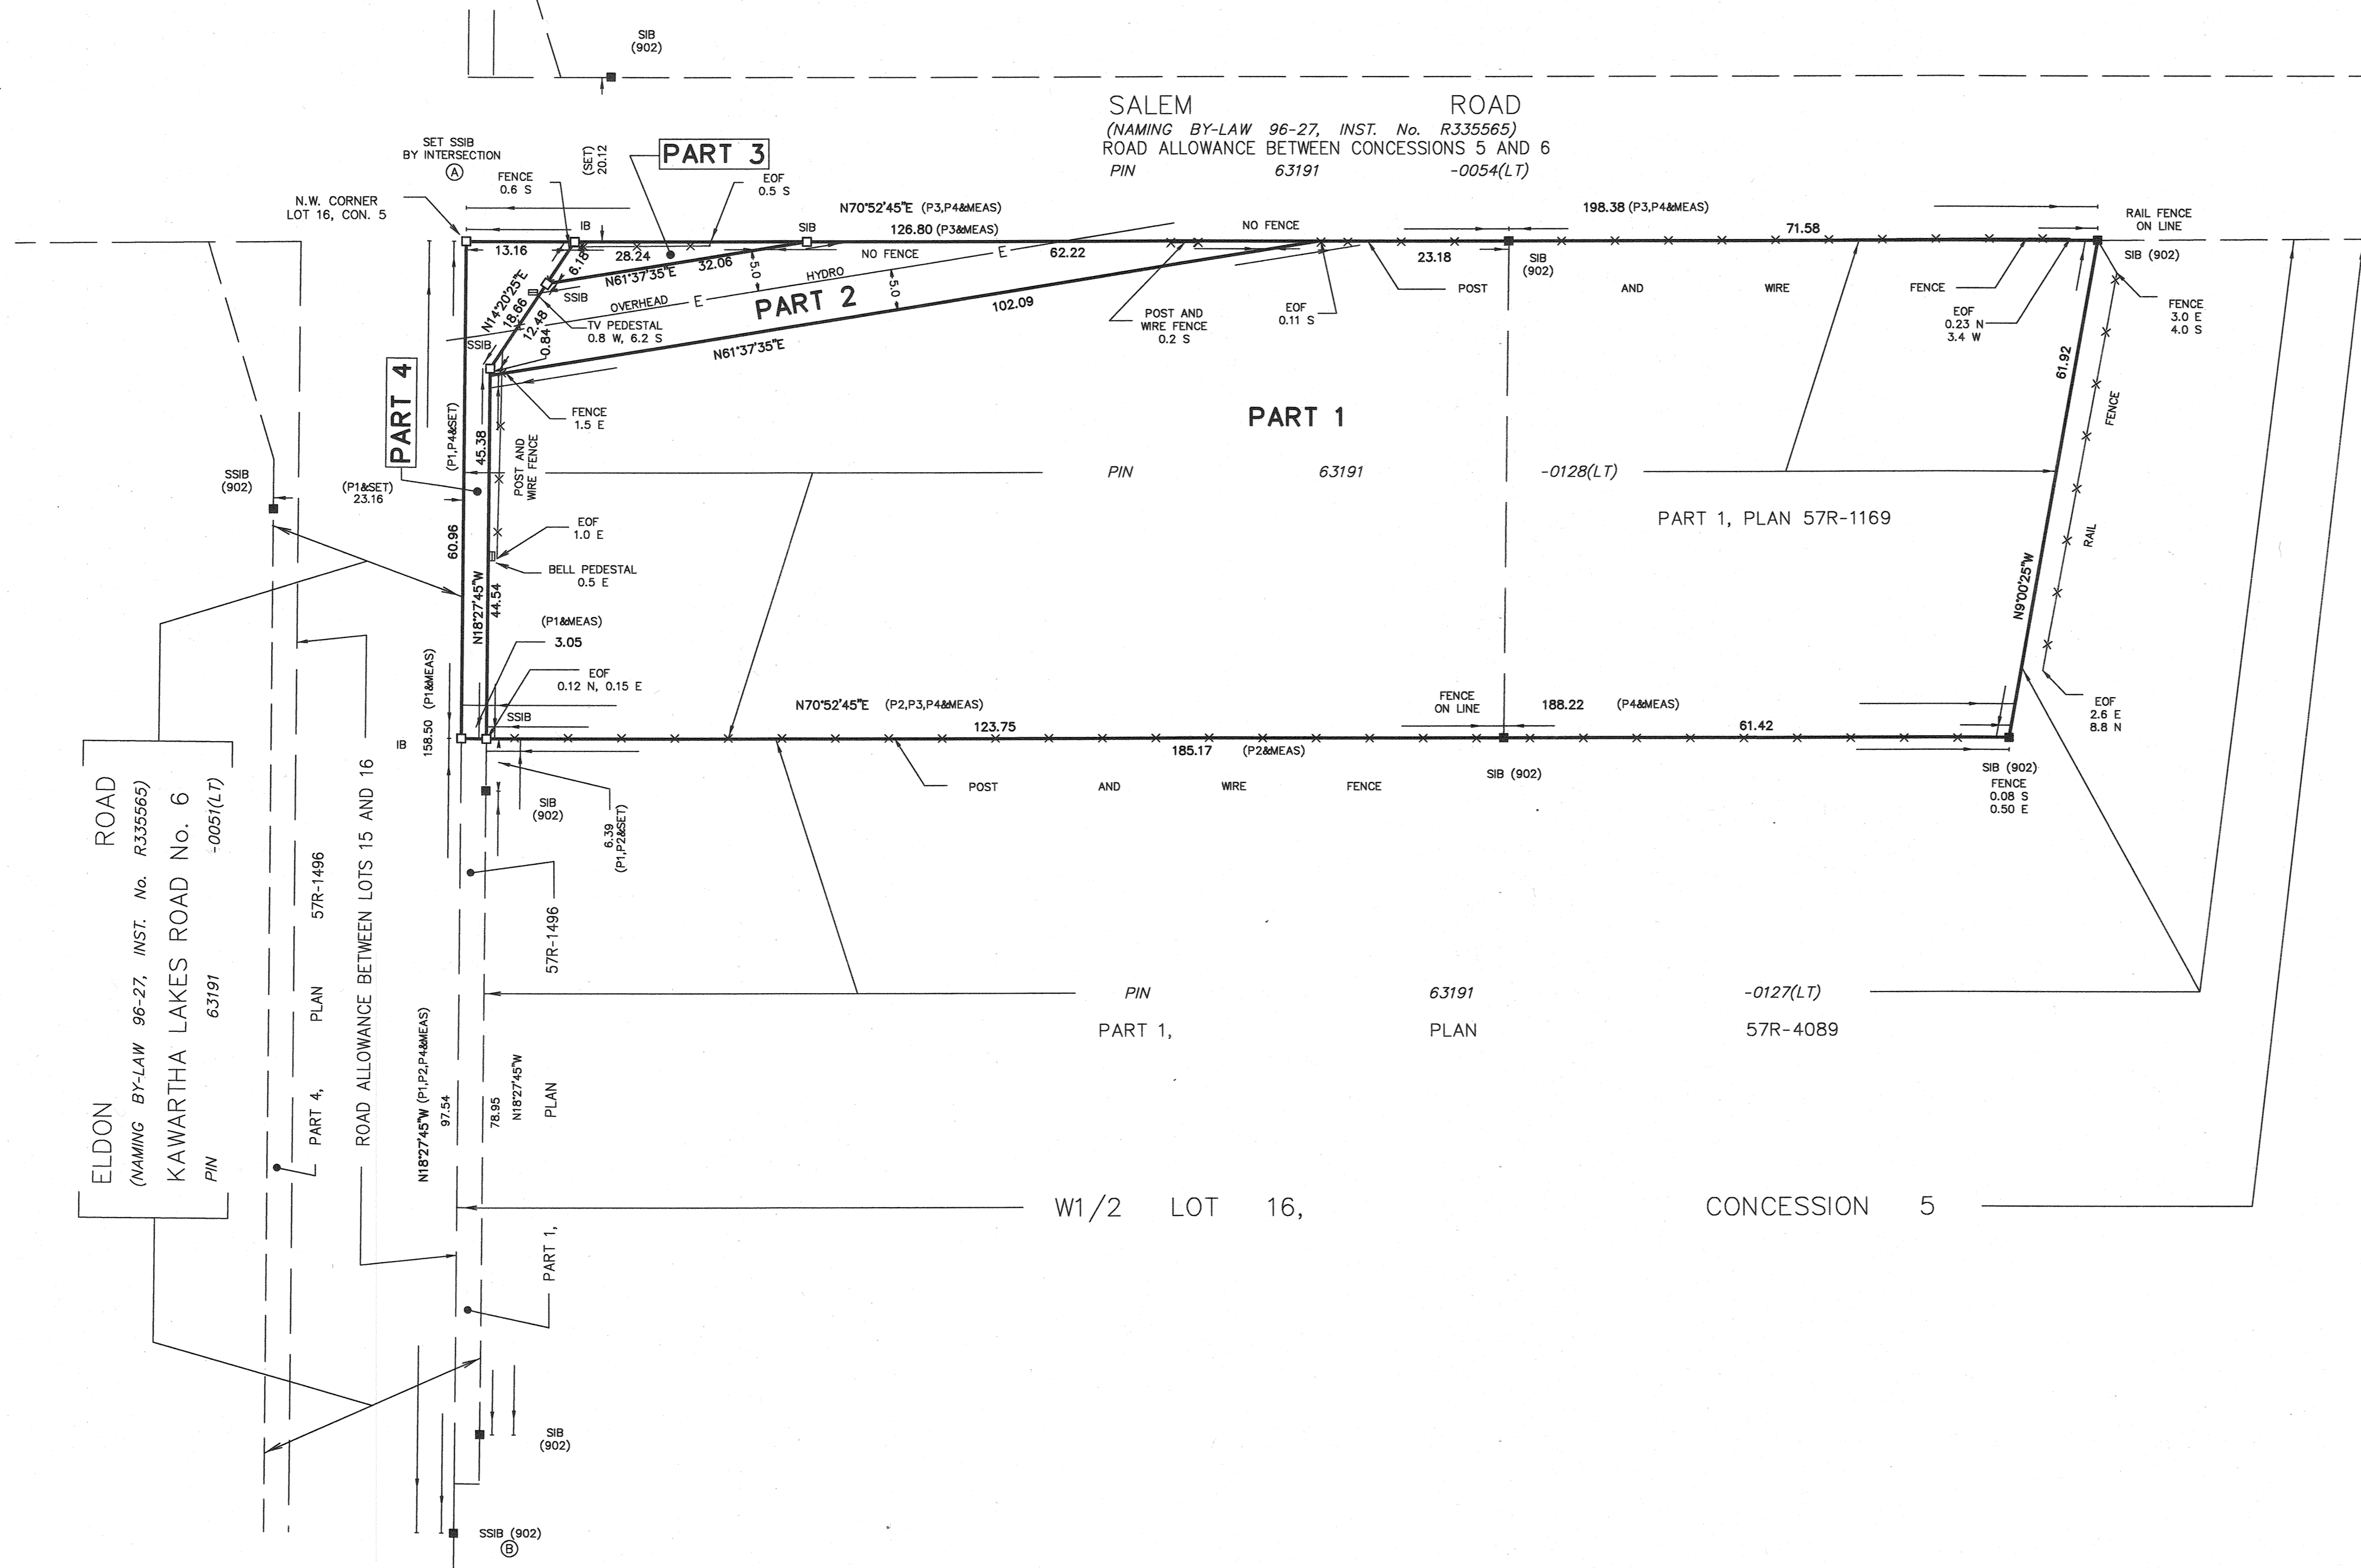 SIB
(902)
SALEM ROAD
(NAMING BY-LAW 96-27, INST. No. R335565)
ROAD ALLOWANCE BETWEEN CONCESSIONS 5 AND 6
PIN 63191 -0054(LT)
SET SSIB
BY INTERSECTION
A
(SET)
20.12
PART 3
FENCE
0.6 S
EOF
0.5 S
N.W. CORNER
LOT 16, CON. 5
IB
SIB
N70°52'45"E (P3,P4&MEAS)
126.80 (P3&MEAS)
NO FENCE
198.38 (P3,P4&MEAS)
71.58
RAIL FENCE
ON LINE
13.16
28.24
32.06
N61°37'35"E
6.18
NO FENCE
62.22
23.18
SIB
(902)
SIB (902)
5.0
HYDRO
E
OVERHEAD
E
5.0
PART 2
102.09
N61°37'35"E
SSIB
N14°20'25"E
18.66
12.48
0.84
SSIB
TV PEDESTAL
0.8 W, 6.2 S
POST AND
WIRE FENCE
0.2 S
EOF
0.11 S
POST AND WIRE FENCE
EOF
0.23 N
3.4 W
FENCE
3.0 E
4.0 S
61.92
FENCE
RAIL
PART 4
(P1,P4&SET)
60.96
45.38
POST AND
WIRE FENCE
FENCE
1.5 E
PART 1
PIN 63191 -0128(LT)
PART 1, PLAN 57R-1169
SSIB
(902)
(P1&SET)
23.16
EOF
1.0 E
BELL PEDESTAL
0.5 E
N18°27'45"W
44.54
N9°00'25"W
(P1&MEAS)
3.05
EOF
0.12 N, 0.15 E
SSIB
IB
158.50 (P1&MEAS)
N70°52'45"E (P2,P3,P4&MEAS)
123.75
185.17 (P2&MEAS)
FENCE
ON LINE
188.22 (P4&MEAS)
61.42
EOF
2.6 E
8.8 N
SIB (902)
SIB (902)
FENCE
0.08 S
0.50 E
POST AND WIRE FENCE
SIB
(902)
6.39
(P1,P2&SET)
ELDON ROAD
(NAMING BY-LAW 96-27, INST. No. R335565)
KAWARTHA LAKES ROAD No. 6
PIN 63191 -0051(LT)
PART 4, PLAN 57R-1496
ROAD ALLOWANCE BETWEEN LOTS 15 AND 16
N18°27'45"W (P1,P2,P4&MEAS)
97.54
78.95
N18°27'45"W
PART 1, PLAN 57R-1496
PIN 63191 -0127(LT)
PART 1, PLAN 57R-4089
W1/2 LOT 16, CONCESSION 5
SIB
(902)
SSIB (902)
B